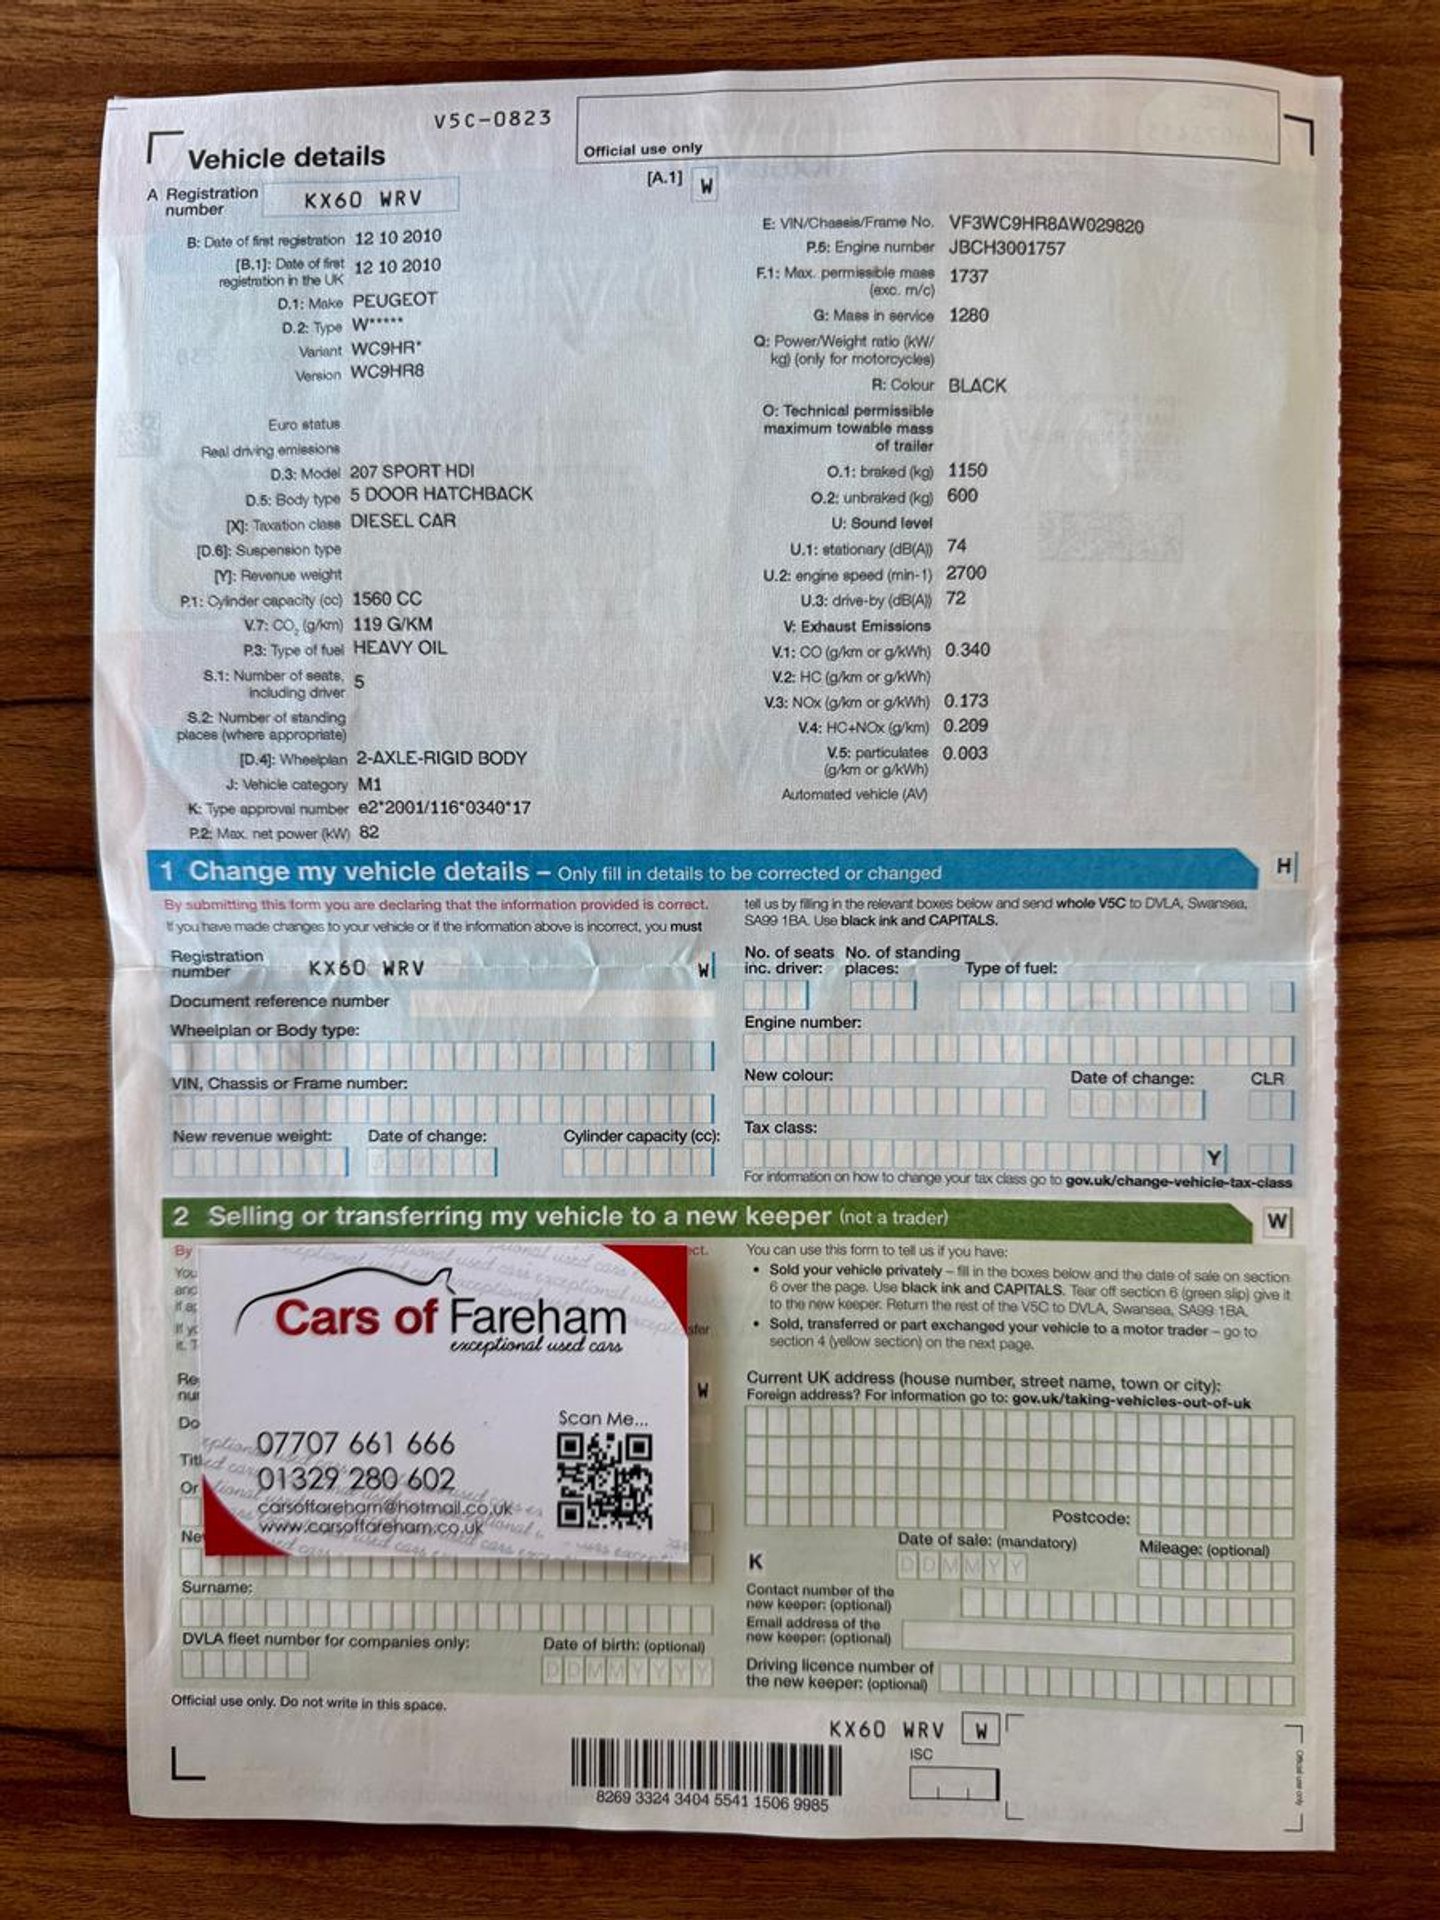 V5C-0823
Official use only
Vehicle details
[A.1] W
A Registration number KX60 WRV
B: Date of first registration 12 10 2010
[B.1]: Date of first registration in the UK 12 10 2010
D.1: Make PEUGEOT
D.2: Type W*****
Variant WC9HR*
Version WC9HR8
Euro status
Real driving emissions
D.3: Model 207 SPORT HDI
D.5: Body type 5 DOOR HATCHBACK
[X]: Taxation class DIESEL CAR
[D.6]: Suspension type
[Y]: Revenue weight
P.1: Cylinder capacity (cc) 1560 CC
V.7: CO2 (g/km) 119 G/KM
P.3: Type of fuel HEAVY OIL
S.1: Number of seats, including driver 5
S.2: Number of standing places (where appropriate)
[D.4]: Wheelplan 2-AXLE-RIGID BODY
J: Vehicle category M1
K: Type approval number e2*2001/116*0340*17
P.2: Max. net power (kW) 82
E: VIN/Chassis/Frame No. VF3WC9HR8AW029820
P.5: Engine number JBCH3001757
F.1: Max. permissible mass (exc. m/c) 1737
G: Mass in service 1280
Q: Power/Weight ratio (kW/kg) (only for motorcycles)
R: Colour BLACK
O: Technical permissible maximum towable mass of trailer
O.1: braked (kg) 1150
O.2: unbraked (kg) 600
U: Sound level
U.1: stationary (dB(A)) 74
U.2: engine speed (min-1) 2700
U.3: drive-by (dB(A)) 72
V: Exhaust Emissions
V.1: CO (g/km or g/kWh) 0.340
V.2: HC (g/km or g/kWh)
V.3: NOx (g/km or g/kWh) 0.173
V.4: HC+NOx (g/km) 0.209
V.5: particulates (g/km or g/kWh) 0.003
Automated vehicle (AV)
1 Change my vehicle details – Only fill in details to be corrected or changed
H
By submitting this form you are declaring that the information provided is correct.
If you have made changes to your vehicle or if the information above is incorrect, you must
tell us by filling in the relevant boxes below and send whole V5C to DVLA, Swansea,
SA99 1BA. Use black ink and CAPITALS.
Registration number KX60 WRV W
Document reference number
Wheelplan or Body type:
VIN, Chassis or Frame number:
New revenue weight: Date of change: Cylinder capacity (cc):
No. of seats inc. driver: No. of standing places: Type of fuel:
Engine number:
New colour: Date of change: CLR
Tax class:
Y
For information on how to change your tax class go to gov.uk/change-vehicle-tax-class
2 Selling or transferring my vehicle to a new keeper (not a trader)
W
By
ct.
You
and
W
Cars of Fareham
exceptional used cars
Scan Me...
07707 661 666
01329 280 602
carsoffareham@hotmail.co.uk
www.carsoffareham.co.uk
Surname:
DVLA fleet number for companies only: Date of birth: (optional)
DDMMYYYY
Official use only. Do not write in this space.
You can use this form to tell us if you have:
• Sold your vehicle privately – fill in the boxes below and the date of sale on section
6 over the page. Use black ink and CAPITALS. Tear off section 6 (green slip) give it
to the new keeper. Return the rest of the V5C to DVLA, Swansea, SA99 1BA.
• Sold, transferred or part exchanged your vehicle to a motor trader – go to
section 4 (yellow section) on the next page.
Current UK address (house number, street name, town or city):
Foreign address? For information go to: gov.uk/taking-vehicles-out-of-uk
Postcode:
K
Date of sale: (mandatory) Mileage: (optional)
DDMMYY
Contact number of the
new keeper: (optional)
Email address of the
new keeper: (optional)
Driving licence number of
the new keeper: (optional)
KX60 WRV W
ISC
8269 3324 3404 5541 1506 9985
Official use only